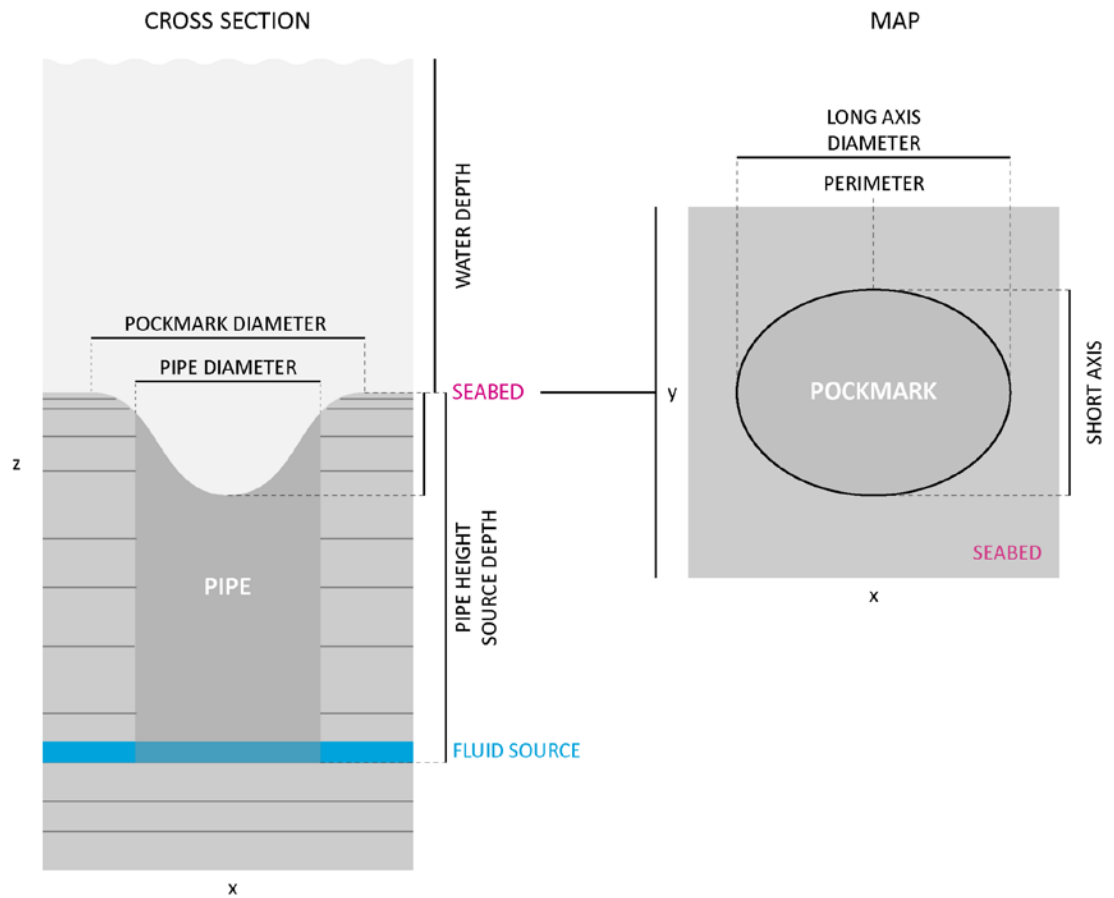 CROSS SECTION
MAP
WATER DEPTH
POCKMARK DIAMETER
PIPE DIAMETER
SEABED
z
PIPE
PIPE HEIGHT
SOURCE DEPTH
FLUID SOURCE
x
LONG AXIS
DIAMETER
PERIMETER
y
POCKMARK
SHORT AXIS
SEABED
x